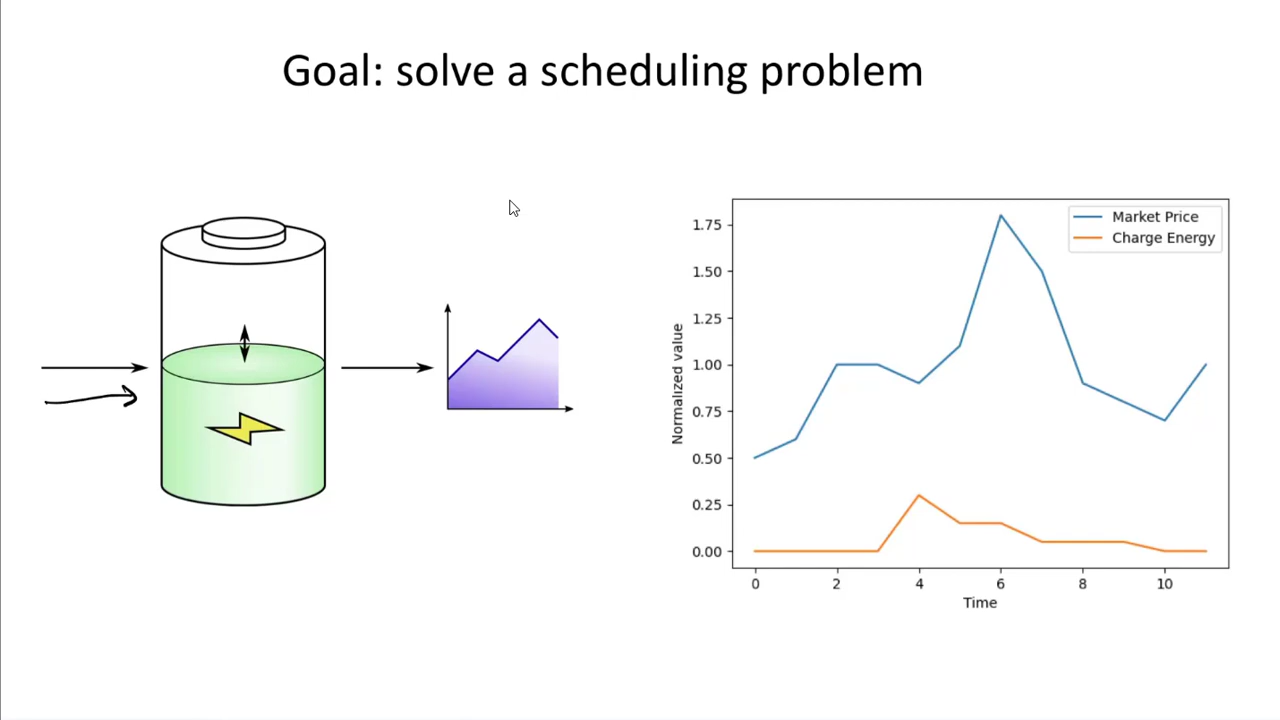 Goal: solve a scheduling problem
Market Price
Charge Energy
1.75
1.50
1.25
1.00
0.75
0.50
0.25
0.00
Normalized value
0 2 4 6 8 10
Time